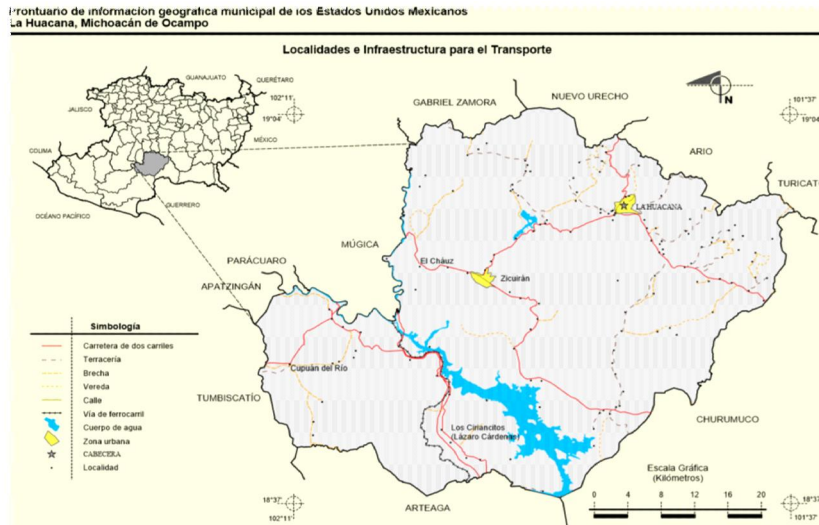 Prontuario de información geográfica municipal de los Estados Unidos Mexicanos
La Huacana, Michoacán de Ocampo
Localidades e Infraestructura para el Transporte
GUANAJUATO
QUERÉTARO
JALISCO
COLIMA
MÉXICO
GUERRERO
OCÉANO PACÍFICO
102°11'
19°04'
101°37'
19°04'
N
GABRIEL ZAMORA
NUEVO URECHO
ARIO
TURICATO
LA HUACANA
MÚGICA
El Cháuz
Zicuirán
PARÁCUARO
APATZINGÁN
Cupuán del Río
TUMBISCATÍO
Los Ciriancitos
(Lázaro Cárdenas)
CHURUMUCO
ARTEAGA
Simbología
Carretera de dos carriles
Terracería
Brecha
Vereda
Calle
Vía de ferrocarril
Cuerpo de agua
Zona urbana
CABECERA
Localidad
Escala Gráfica
(Kilómetros)
0 4 8 12 16 20
18°37'
102°11'
18°37'
101°37'